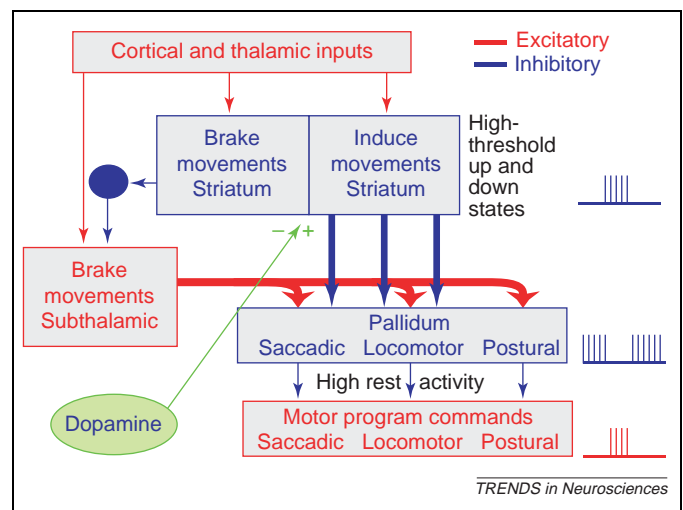 Cortical and thalamic inputs
Excitatory
Inhibitory
Brake
movements
Striatum
Induce
movements
Striatum
High-
threshold
up and
down
states
– +
Brake
movements
Subthalamic
Pallidum
Saccadic Locomotor Postural
High rest activity
Dopamine
Motor program commands
Saccadic Locomotor Postural
TRENDS in Neurosciences